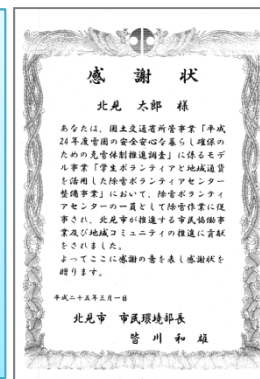 感謝状
北見 太郎 様
あなたは、国土交通省所管事業「平成
24年度雪国の安全安心な暮らし確保の
ための克雪体制推進調査」に係るモデ
ル事業「学生ボランティアと地域通貨
を活用した除雪ボランティアセンター
整備事業」において、除雪ボランティ
アセンターの一員として除雪作業に従
事され、北見市が推進する市民協働事
業及び地域コミュニティの推進に貢献
をされました。
よってここに感謝の意を表し感謝状を
贈ります。
平成二十五年三月一日
北見市 市民環境部長
皆川 和雄